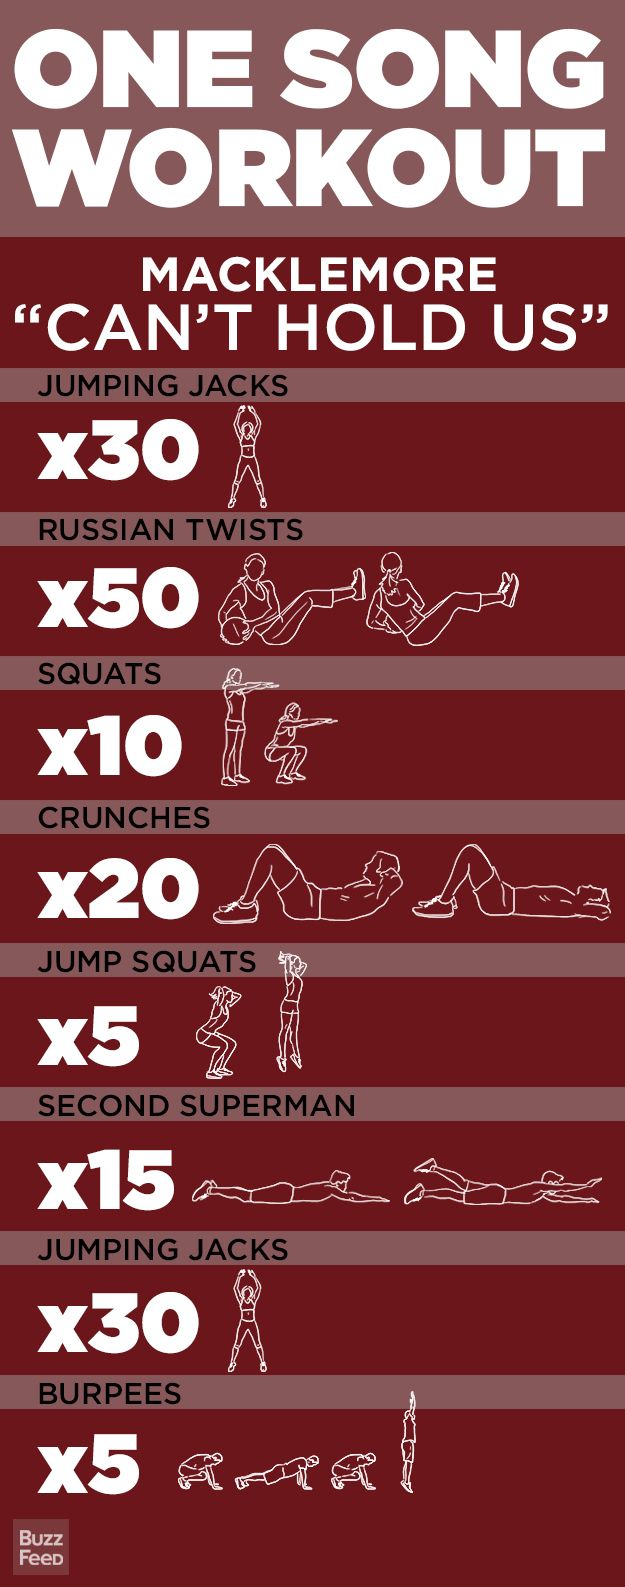 ONE SONG
WORKOUT
MACKLEMORE
“CAN’T HOLD US”
JUMPING JACKS
x30
RUSSIAN TWISTS
x50
SQUATS
x10
CRUNCHES
x20
JUMP SQUATS
x5
SECOND SUPERMAN
x15
JUMPING JACKS
x30
BURPEES
x5
BUZZ
FEED